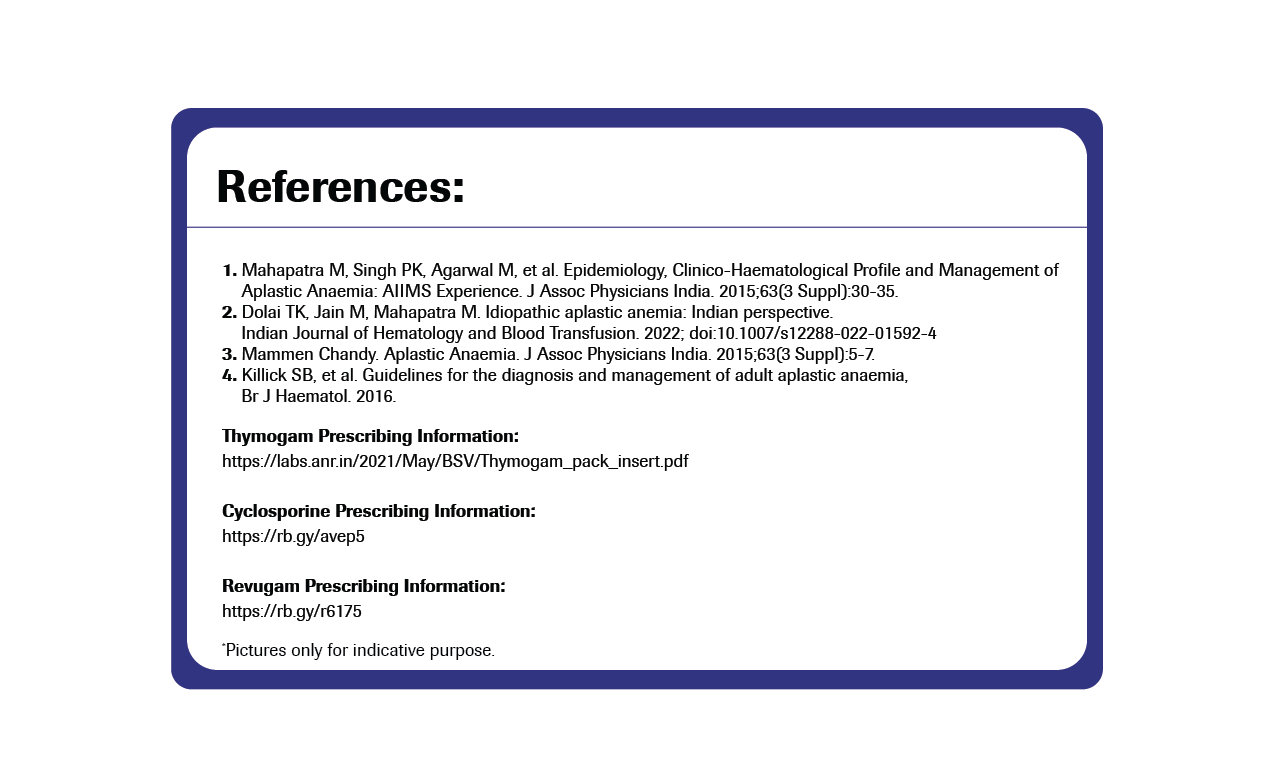 References:
1. Mahapatra M, Singh PK, Agarwal M, et al. Epidemiology, Clinico-Haematological Profile and Management of
Aplastic Anaemia: AIIMS Experience. J Assoc Physicians India. 2015;63(3 Suppl):30-35.
2. Dolai TK, Jain M, Mahapatra M. Idiopathic aplastic anemia: Indian perspective.
Indian Journal of Hematology and Blood Transfusion. 2022; doi:10.1007/s12288-022-01592-4
3. Mammen Chandy. Aplastic Anaemia. J Assoc Physicians India. 2015;63(3 Suppl):5-7.
4. Killick SB, et al. Guidelines for the diagnosis and management of adult aplastic anaemia,
Br J Haematol. 2016.
Thymogam Prescribing Information:
https://labs.anr.in/2021/May/BSV/Thymogam_pack_insert.pdf
Cyclosporine Prescribing Information:
https://rb.gy/avep5
Revugam Prescribing Information:
https://rb.gy/r6175
*Pictures only for indicative purpose.